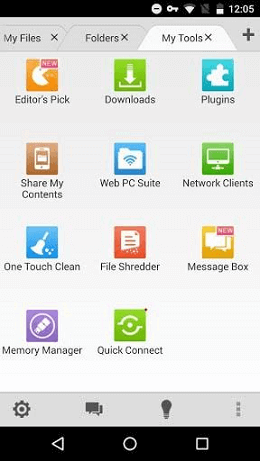 12:05
My Files × Folders × My Tools ×
NEW
Editor's Pick Downloads Plugins
Share My Contents Web PC Suite Network Clients
NEW
One Touch Clean File Shredder Message Box
Memory Manager Quick Connect